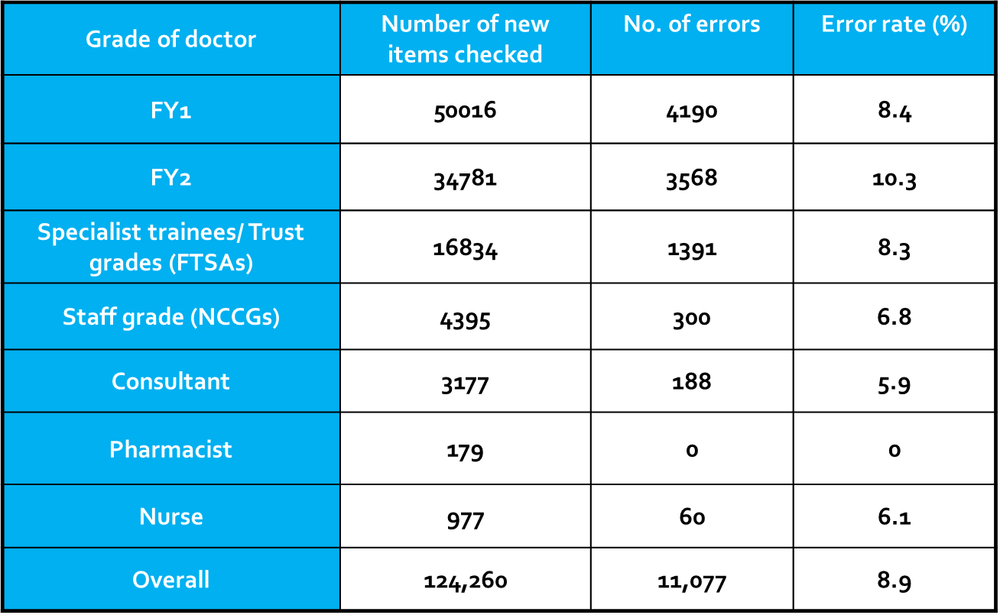 Grade of doctor
Number of new
items checked
No. of errors
Error rate (%)
FY1
50016
4190
8.4
FY2
34781
3568
10.3
Specialist trainees/ Trust
grades (FTSAs)
16834
1391
8.3
Staff grade (NCCGs)
4395
300
6.8
Consultant
3177
188
5.9
Pharmacist
179
0
0
Nurse
977
60
6.1
Overall
124,260
11,077
8.9